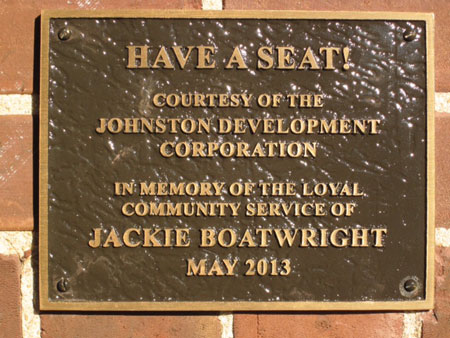 HAVE A SEAT!
COURTESY OF THE
JOHNSTON DEVELOPMENT
CORPORATION
IN MEMORY OF THE LOYAL
COMMUNITY SERVICE OF
JACKIE BOATWRIGHT
MAY 2013